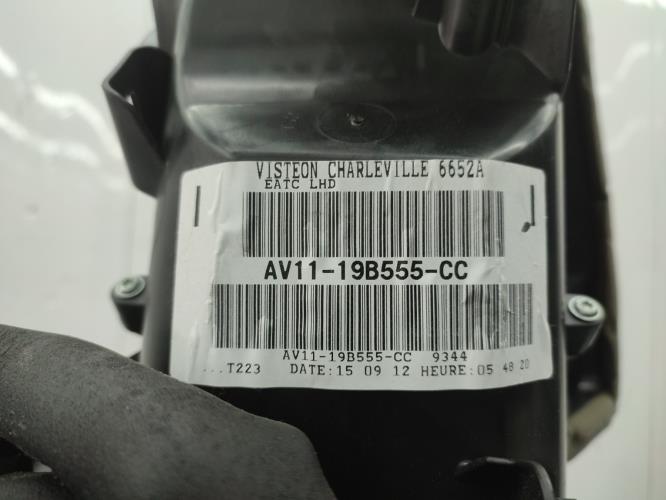 VISTEON CHARLEVILLE 6652A
EATC LHD
AV11-19B555-CC
AV11-19B555-CC 9344
...T223 DATE:15 09 12 HEURE:05 48 20